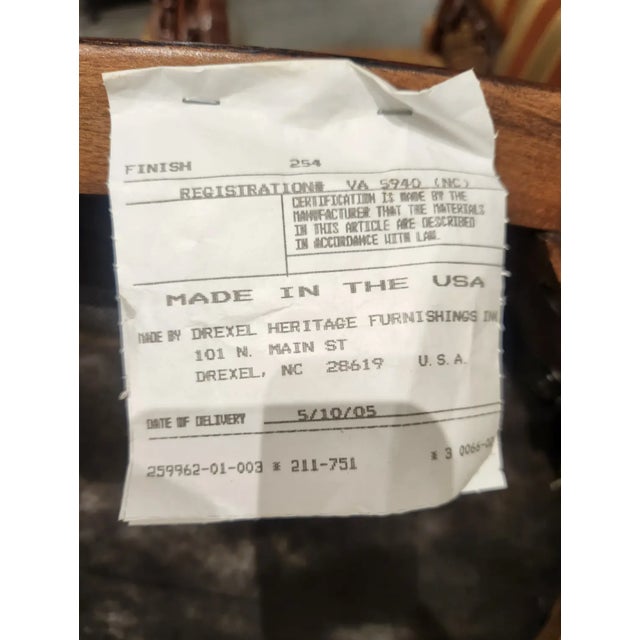 FINISH 254
REGISTRATION# VA 5940 (NC)
CERTIFICATION IS MADE BY THE
MANUFACTURER THAT THE MATERIALS
IN THIS ARTICLE ARE DESCRIBED
IN ACCORDANCE WITH LAW.
MADE IN THE USA
MADE BY DREXEL HERITAGE FURNISHINGS
101 N. MAIN ST
DREXEL, NC 28619 U.S.A.
DATE OF DELIVERY 5/10/05
259962-01-003 * 211-751 * 3